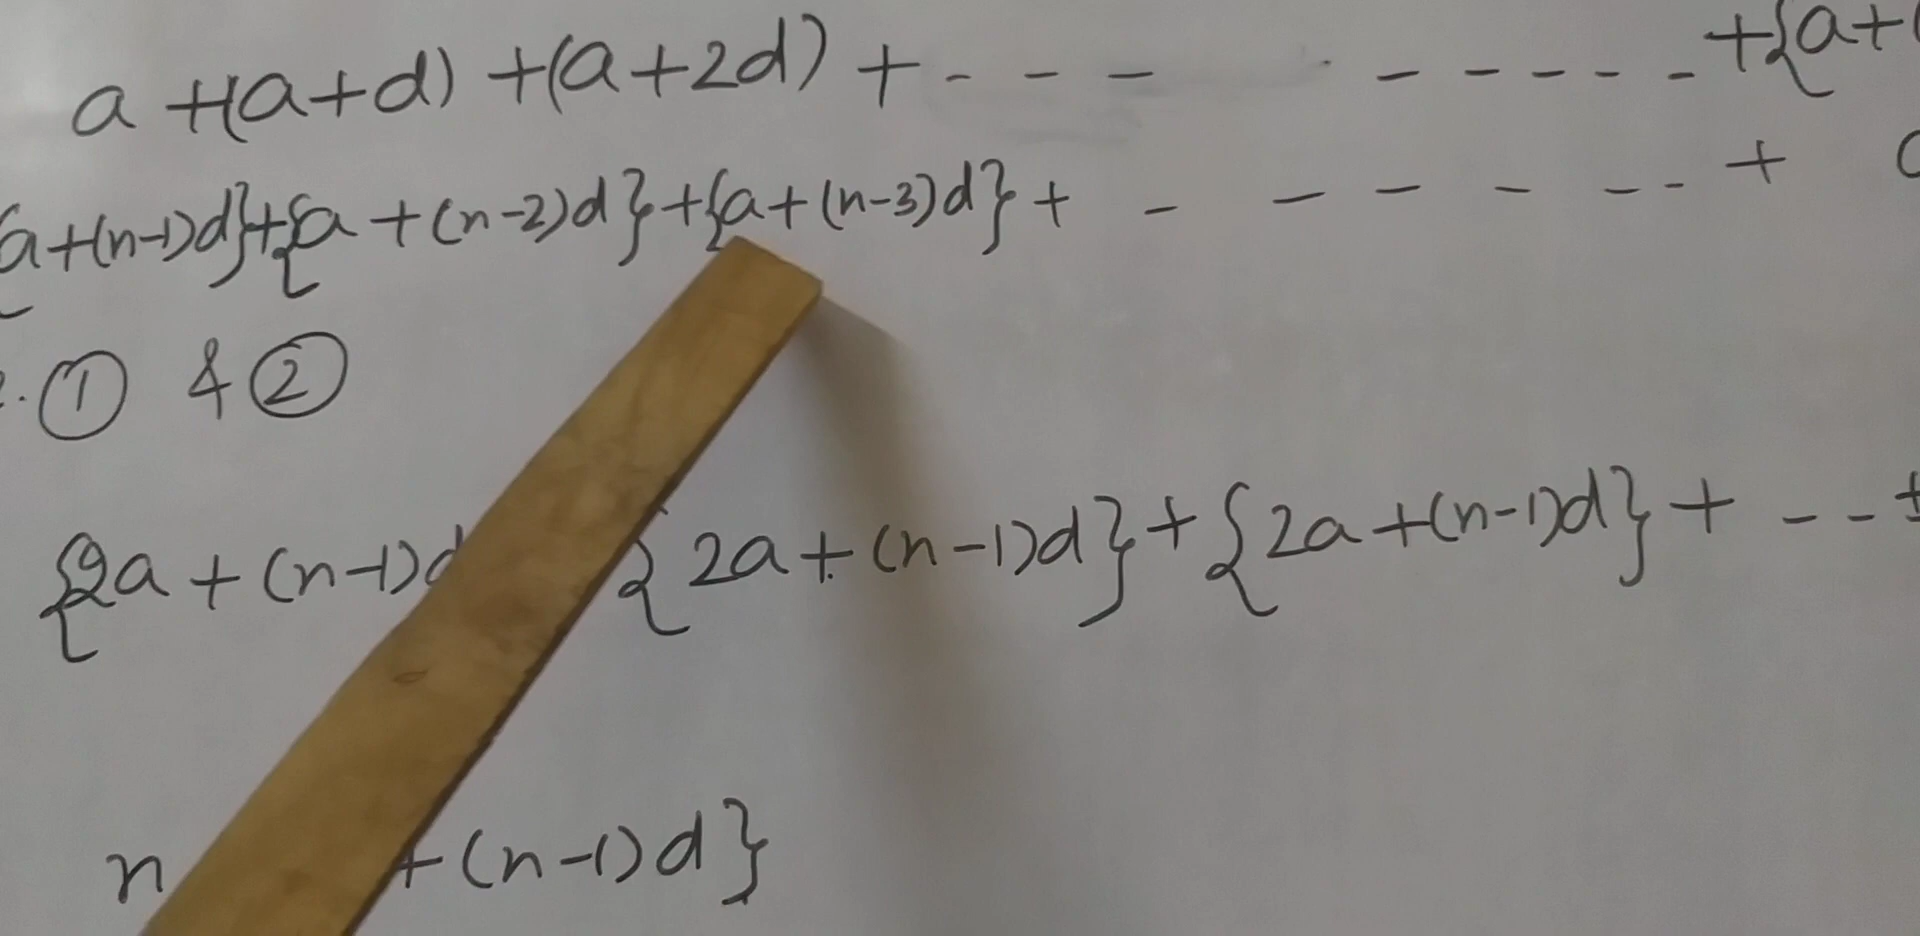 a + (a+d) + (a+2d) + - - - - - - - - + {a+(
{a+(n-1)d} + {a+(n-2)d} + {a+(n-3)d} + - - - - - - +
① & ②
{2a+(n-1)d {2a+(n-1)d} + {2a+(n-1)d} + - - +
n + (n-1)d}